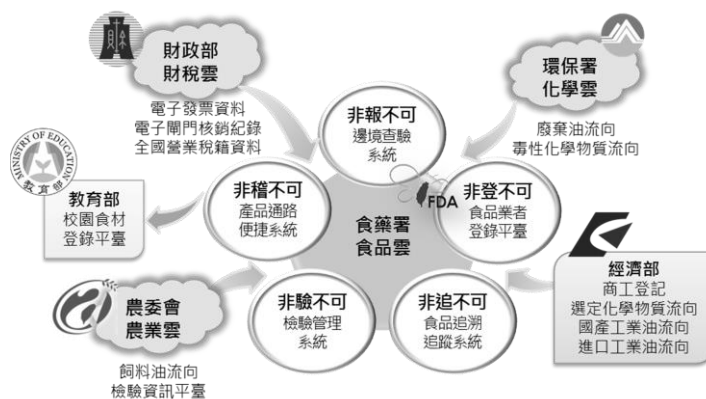 財政部
財稅雲
電子發票資料
電子閘門核銷紀錄
全國營業稅籍資料
環保署
化學雲
廢棄油流向
毒性化學物質流向
非報不可
邊境查驗
系統
MINISTRY OF EDUCATION
教育部
教育部
校園食材
登錄平臺
非稽不可
產品通路
便捷系統
食藥署
食品雲
FDA
非登不可
食品業者
登錄平臺
農委會
農業雲
飼料油流向
檢驗資訊平臺
非驗不可
檢驗管理
系統
非追不可
食品追溯
追蹤系統
經濟部
商工登記
選定化學物質流向
國產工業油流向
進口工業油流向